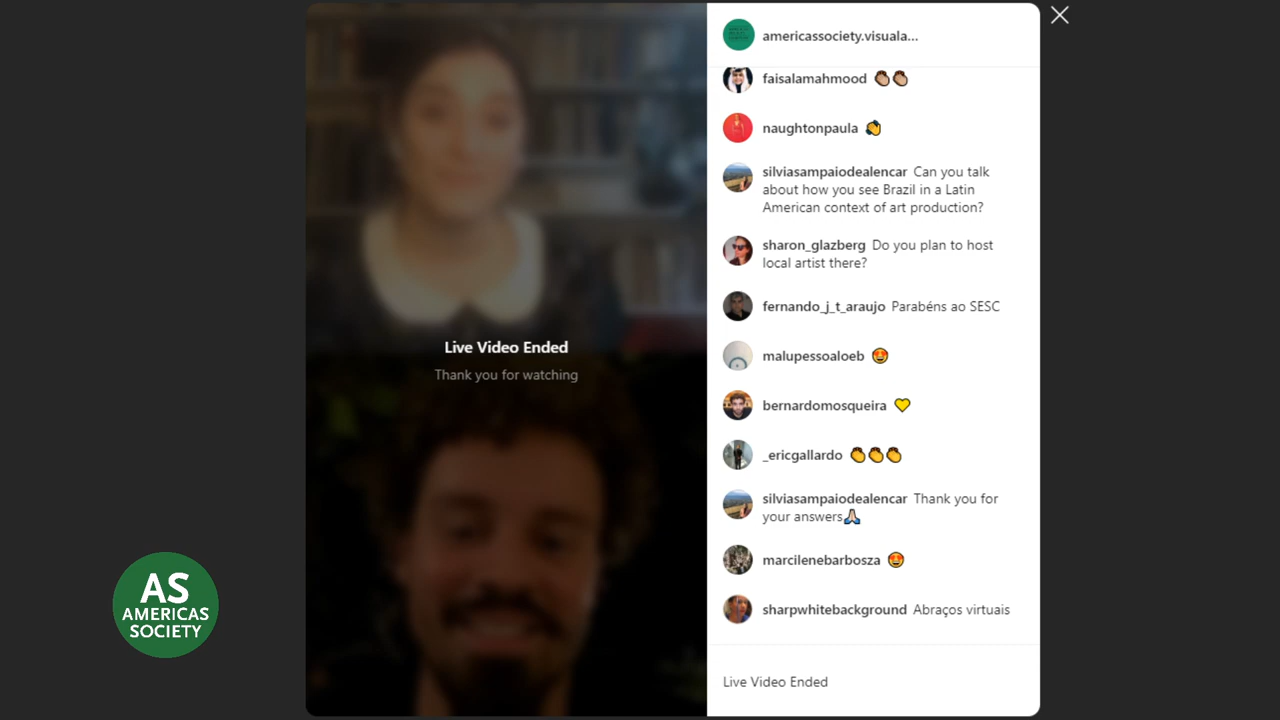 americassociety.visuala...
faisalamahmood
naughtonpaula
silviasampaiodealencar Can you talk
about how you see Brazil in a Latin
American context of art production?
sharon_glazberg Do you plan to host
local artist there?
fernando_j_t_araujo Parabéns ao SESC
malupessoaloeb
bernardomosqueira
_ericgallardo
silviasampaiodealencar Thank you for
your answers
marcilenebarbosza
sharpwhitebackground Abraços virtuais
Live Video Ended
Live Video Ended
Thank you for watching
AS
AMERICAS
SOCIETY